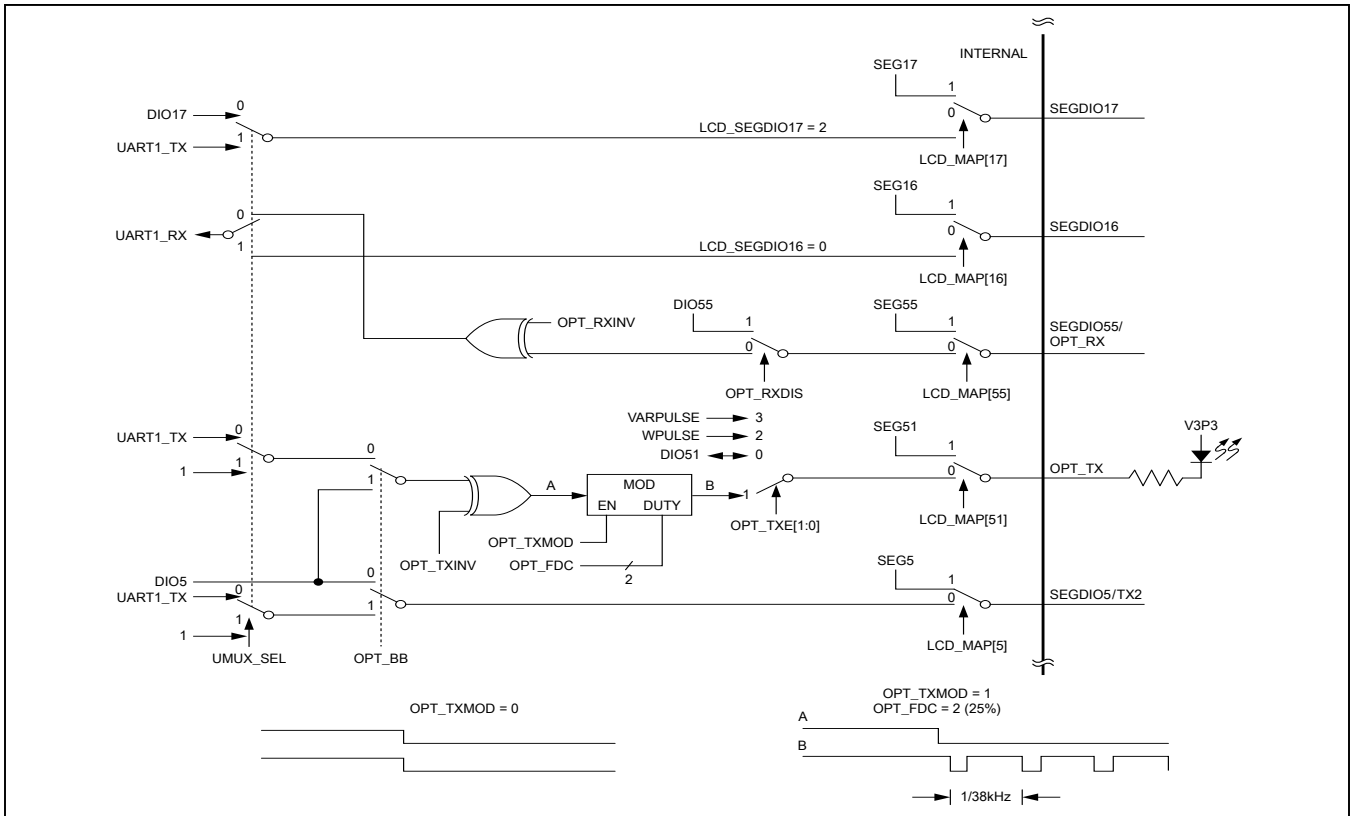 INTERNAL
SEG17
1
0
DIO17
0
1
UART1_TX
LCD_SEGDIO17 = 2
SEGDIO17
LCD_MAP[17]
SEG16
1
0
UART1_RX
0
1
LCD_SEGDIO16 = 0
SEGDIO16
LCD_MAP[16]
OPT_RXINV
DIO55
1
0
OPT_RXDIS
SEG55
1
0
SEGDIO55/
OPT_RX
LCD_MAP[55]
VARPULSE
3
WPULSE
2
DIO51
0
UART1_TX
0
1
1
0
1
A
MOD
EN DUTY
B
1
OPT_TXE[1:0]
OPT_TXINV
OPT_TXMOD
OPT_FDC
2
SEG51
1
0
OPT_TX
V3P3
LCD_MAP[51]
DIO5
UART1_TX
0
1
1
0
1
UMUX_SEL
OPT_BB
SEG5
1
0
SEGDIO5/TX2
LCD_MAP[5]
OPT_TXMOD = 0
OPT_TXMOD = 1
OPT_FDC = 2 (25%)
A
B
1/38kHz